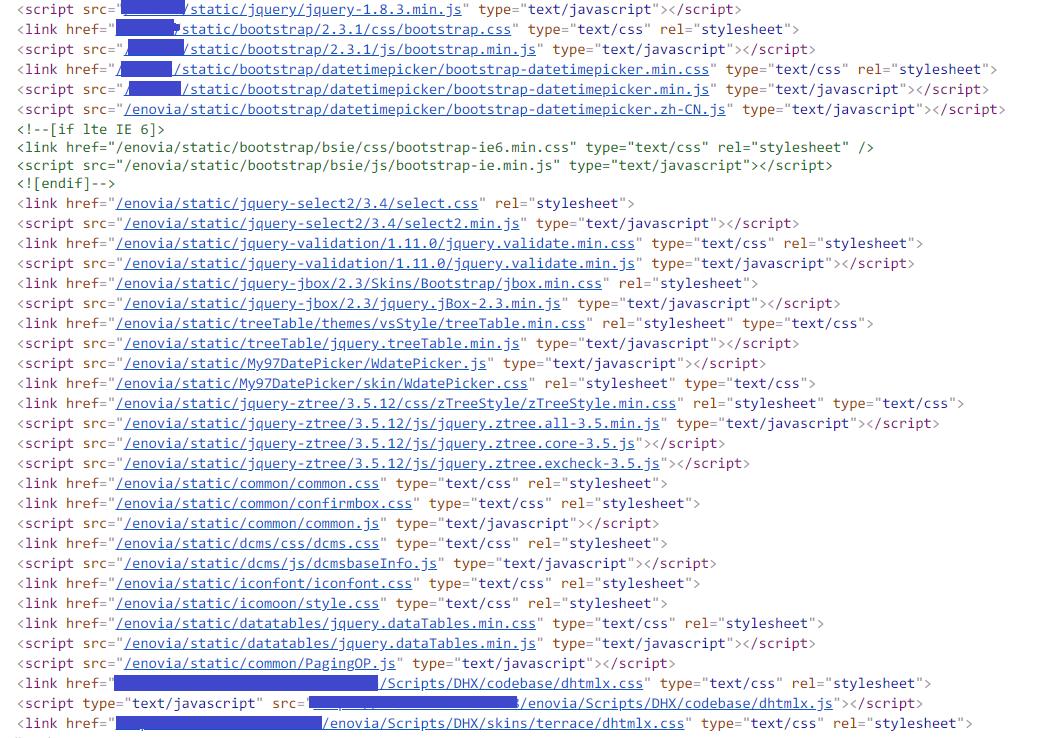 <script src="/static/jquery/jquery-1.8.3.min.js" type="text/javascript"></script>
<link href="/static/bootstrap/2.3.1/css/bootstrap.css" type="text/css" rel="stylesheet">
<script src="/static/bootstrap/2.3.1/js/bootstrap.min.js" type="text/javascript"></script>
<link href="//static/bootstrap/datetimepicker/bootstrap-datetimepicker.min.css" type="text/css" rel="stylesheet">
<script src="//static/bootstrap/datetimepicker/bootstrap-datetimepicker.min.js" type="text/javascript"></script>
<script src="/enovia/static/bootstrap/datetimepicker/bootstrap-datetimepicker.zh-CN.js" type="text/javascript"></script>
<!--[if lte IE 6]>
<link href="/enovia/static/bootstrap/bsie/css/bootstrap-ie6.min.css" type="text/css" rel="stylesheet" />
<script src="/enovia/static/bootstrap/bsie/js/bootstrap-ie.min.js" type="text/javascript"></script>
<![endif]-->
<link href="/enovia/static/jquery-select2/3.4/select.css" rel="stylesheet">
<script src="/enovia/static/jquery-select2/3.4/select2.min.js" type="text/javascript"></script>
<link href="/enovia/static/jquery-validation/1.11.0/jquery.validate.min.css" type="text/css" rel="stylesheet">
<script src="/enovia/static/jquery-validation/1.11.0/jquery.validate.min.js" type="text/javascript"></script>
<link href="/enovia/static/jquery-jbox/2.3/Skins/Bootstrap/jbox.min.css" rel="stylesheet">
<script src="/enovia/static/jquery-jbox/2.3/jquery.jBox-2.3.min.js" type="text/javascript"></script>
<link href="/enovia/static/treeTable/themes/vsStyle/treeTable.min.css" rel="stylesheet" type="text/css">
<script src="/enovia/static/treeTable/jquery.treeTable.min.js" type="text/javascript"></script>
<script src="/enovia/static/My97DatePicker/WdatePicker.js" type="text/javascript"></script>
<link href="/enovia/static/My97DatePicker/skin/WdatePicker.css" rel="stylesheet" type="text/css">
<link href="/enovia/static/jquery-ztree/3.5.12/css/zTreeStyle/zTreeStyle.min.css" rel="stylesheet" type="text/css">
<script src="/enovia/static/jquery-ztree/3.5.12/js/jquery.ztree.all-3.5.min.js" type="text/javascript"></script>
<script src="/enovia/static/jquery-ztree/3.5.12/js/jquery.ztree.core-3.5.js"></script>
<script src="/enovia/static/jquery-ztree/3.5.12/js/jquery.ztree.excheck-3.5.js"></script>
<link href="/enovia/static/common/common.css" type="text/css" rel="stylesheet">
<link href="/enovia/static/common/confirmbox.css" type="text/css" rel="stylesheet">
<script src="/enovia/static/common/common.js" type="text/javascript"></script>
<link href="/enovia/static/dcms/css/dcms.css" type="text/css" rel="stylesheet">
<script src="/enovia/static/dcms/js/dcmsbaseInfo.js" type="text/javascript"></script>
<link href="/enovia/static/iconfont/iconfont.css" type="text/css" rel="stylesheet">
<link href="/enovia/static/icomoon/style.css" type="text/css" rel="stylesheet">
<link href="/enovia/static/datatables/jquery.dataTables.min.css" type="text/css" rel="stylesheet">
<script src="/enovia/static/datatables/jquery.dataTables.min.js" type="text/javascript"></script>
<script src="/enovia/static/common/PagingOP.js" type="text/javascript"></script>
<link href="/Scripts/DHX/codebase/dhtmlx.css" type="text/css" rel="stylesheet">
<script type="text/javascript" src="/enovia/Scripts/DHX/codebase/dhtmlx.js"></script>
<link href="/enovia/Scripts/DHX/skins/terrace/dhtmlx.css" type="text/css" rel="stylesheet">